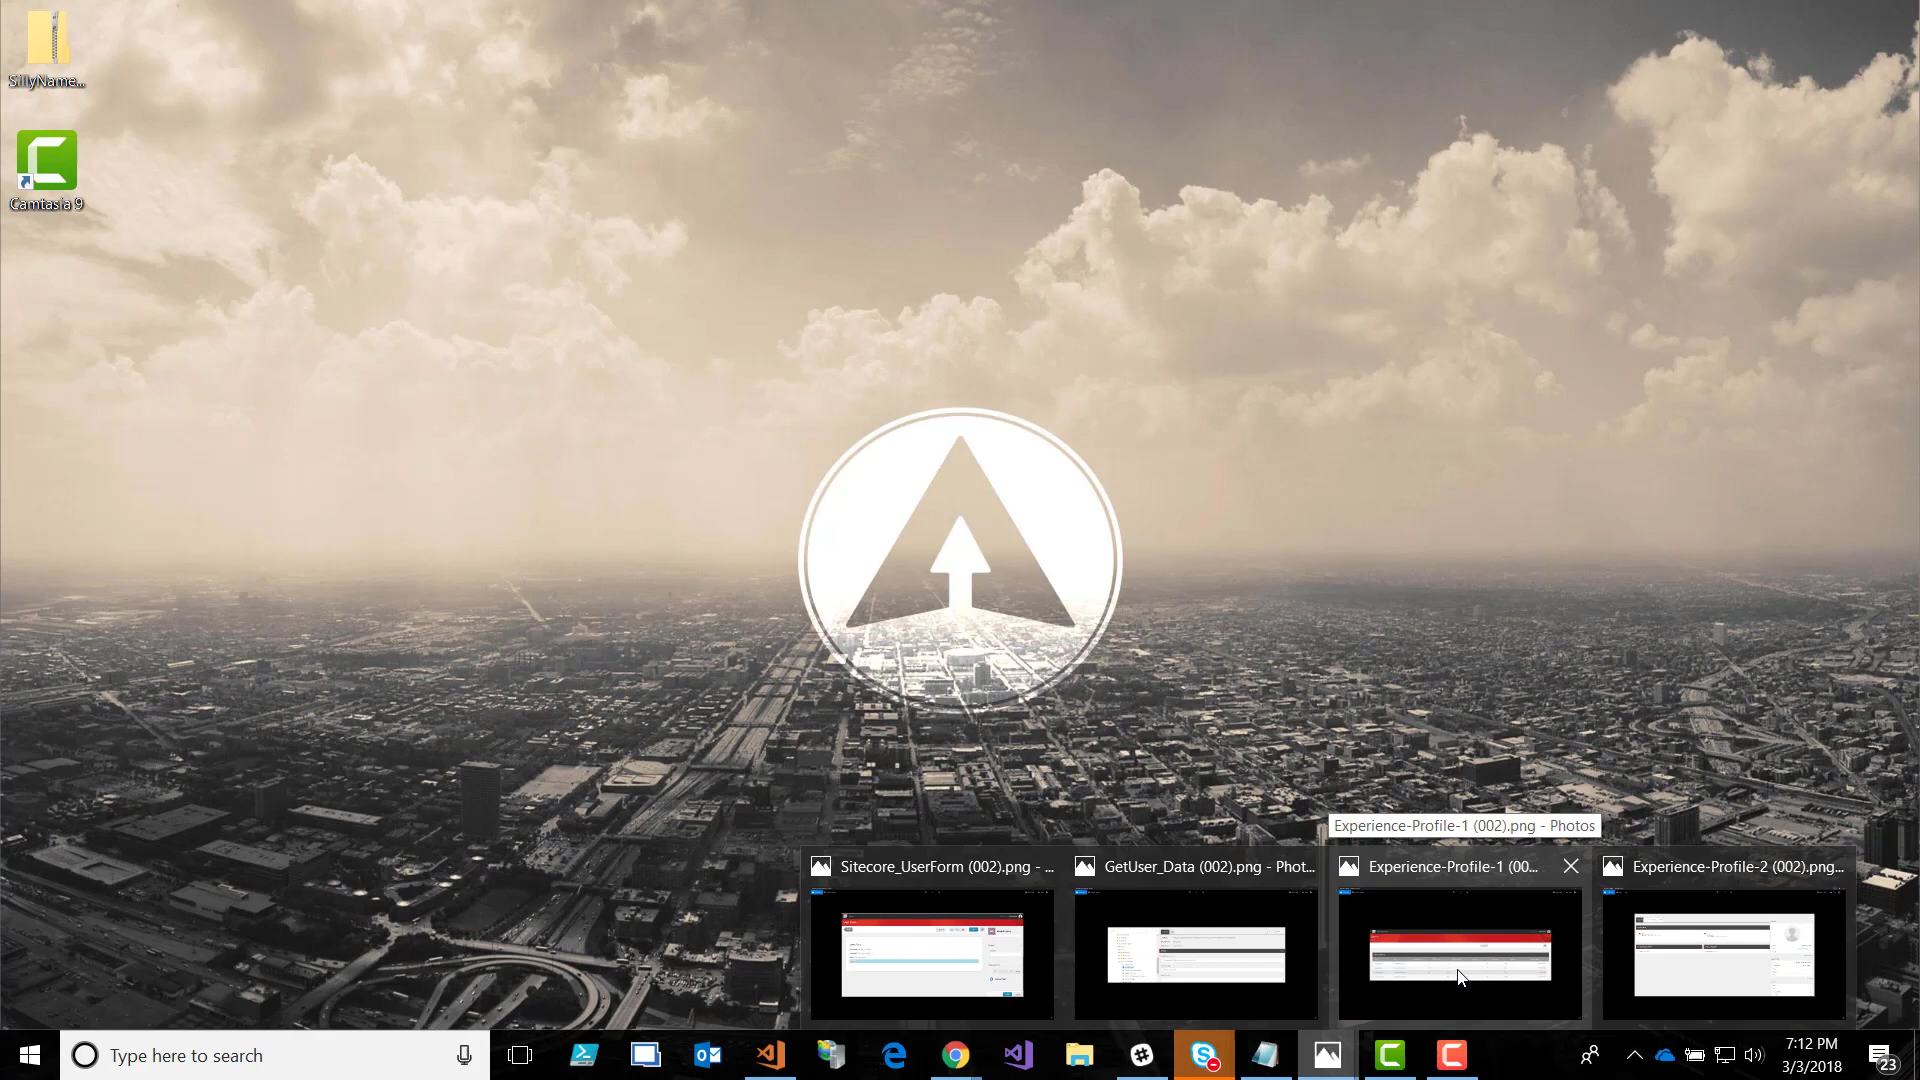 SillyName...
Camtasia 9
Experience-Profile-1 (002).png - Photos
Sitecore_UserForm (002).png - ...
GetUser_Data (002).png - Phot...
Experience-Profile-1 (00...
Experience-Profile-2 (002).png...
Type here to search
7:12 PM
3/3/2018
23